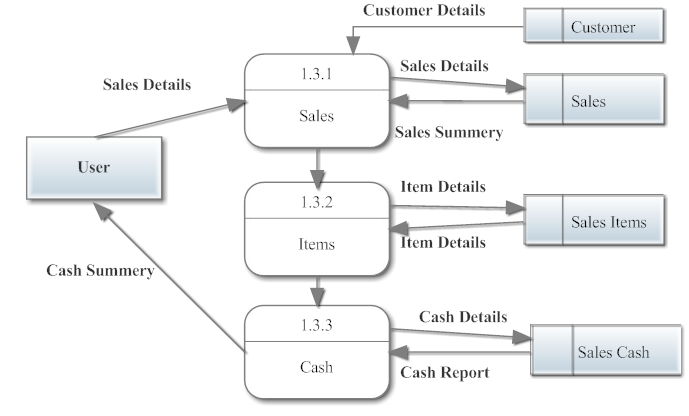 Customer Details
Customer
1.3.1
Sales Details
Sales Details
Sales
Sales
Sales Summery
User
1.3.2
Item Details
Items
Sales Items
Item Details
Cash Summery
1.3.3
Cash Details
Cash
Sales Cash
Cash Report